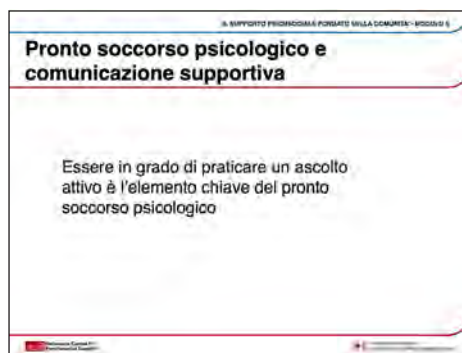 IL SUPPORTO PSICOSOCIALE FONDATO SULLA COMUNITA' - MODULO 5
Pronto soccorso psicologico e
comunicazione supportiva
Essere in grado di praticare un ascolto
attivo è l'elemento chiave del pronto
soccorso psicologico